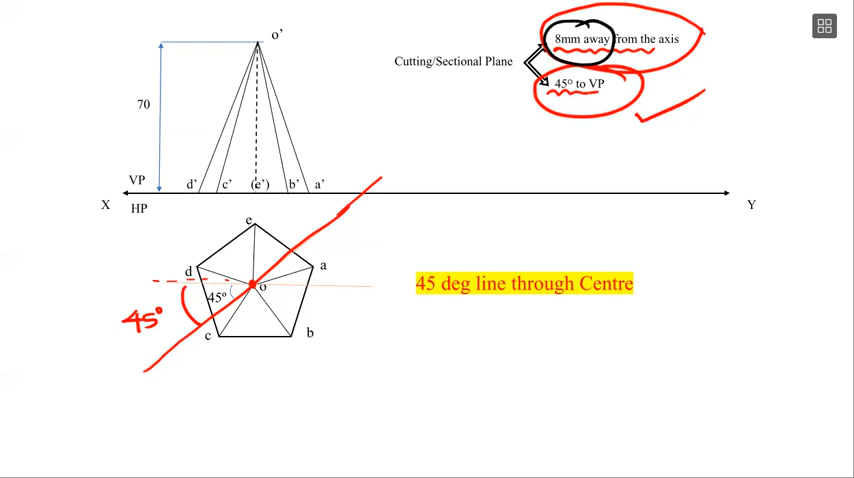 o’
8mm away from the axis
Cutting/Sectional Plane
45° to VP
70
VP
d’ c’ (e’) b’ a’
X
HP
Y
e
d
a
o
45°
45 deg line through Centre
45°
c
b